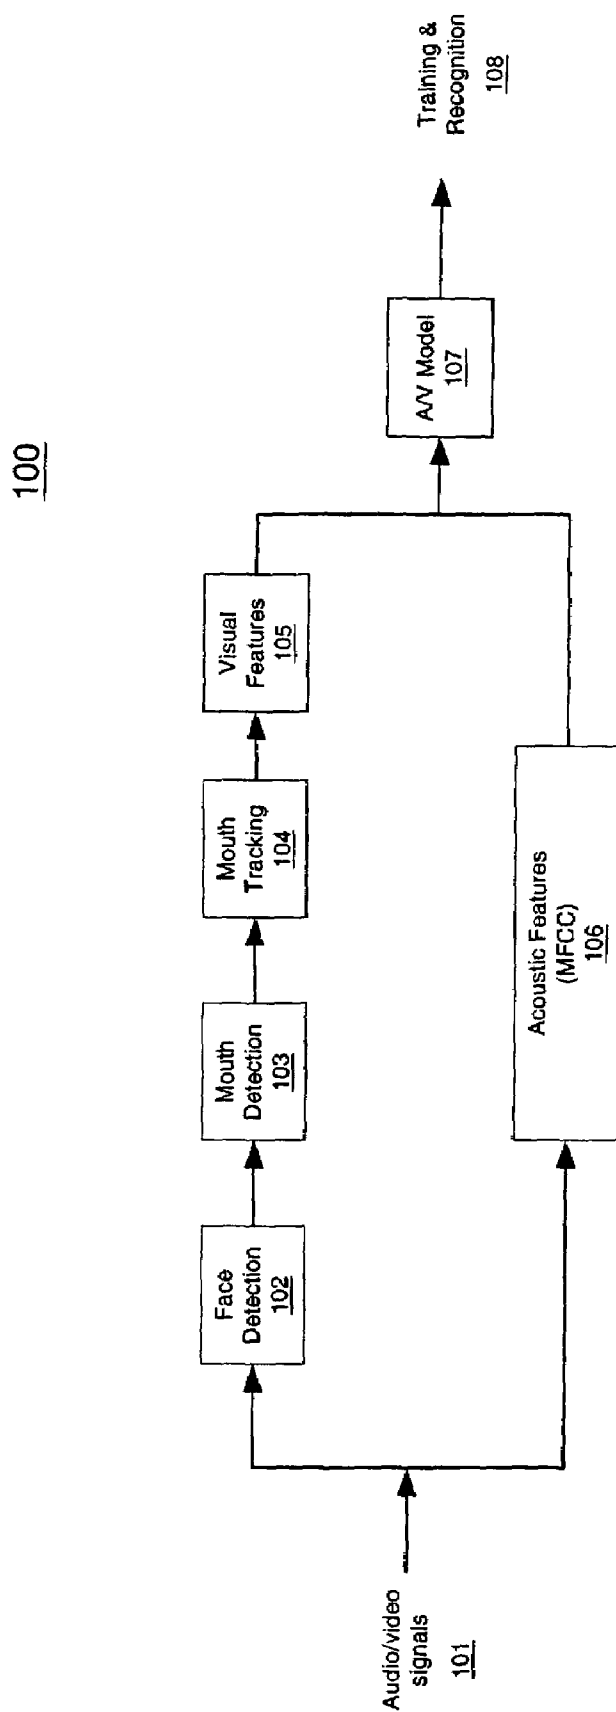 100
Audio/video
signals
101
Face
Detection
102
Mouth
Detection
103
Mouth
Tracking
104
Visual
Features
105
Acoustic Features
(MFCC)
106
A/V Model
107
Training &
Recognition
108